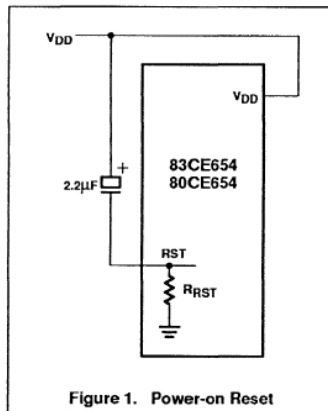 VDD
VDD
83CE654
80CE654
+
2.2µF
RST
RRST
Figure 1. Power-on Reset